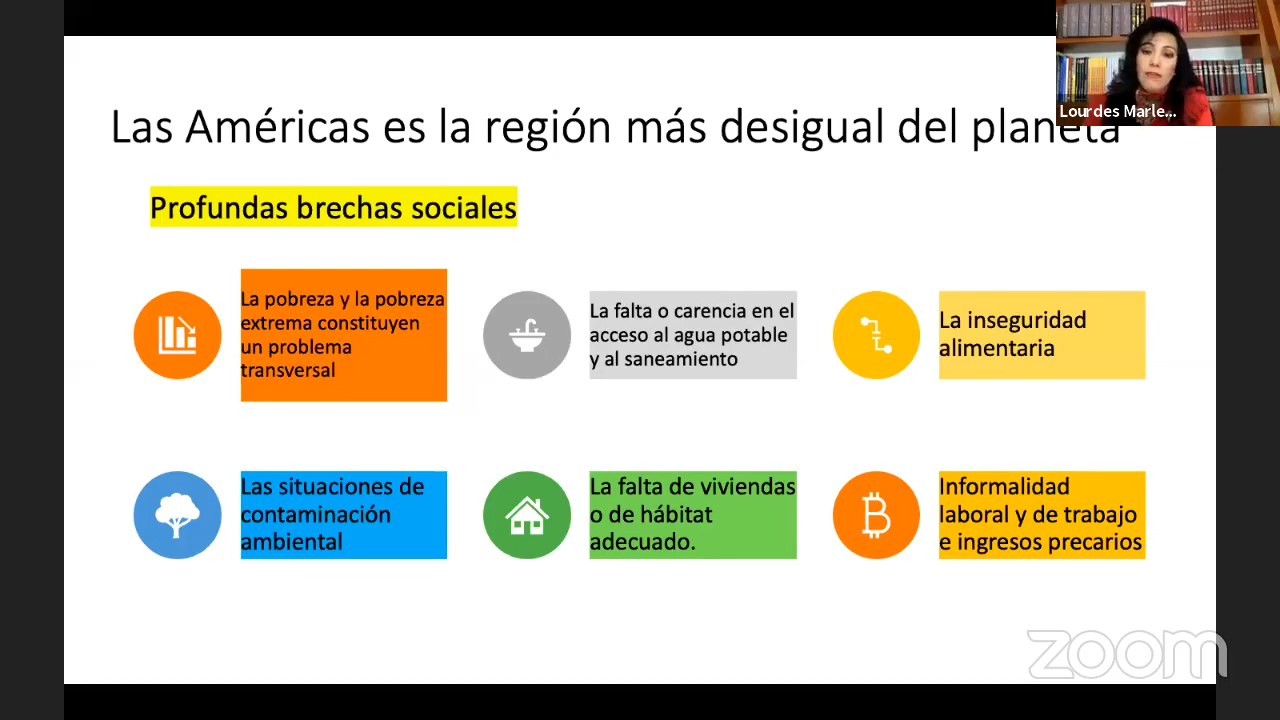 Lourdes Marle...
Las Américas es la región más desigual del planeta
Profundas brechas sociales
La pobreza y la pobreza
extrema constituyen
un problema
transversal
La falta o carencia en el
acceso al agua potable
y al saneamiento
La inseguridad
alimentaria
Las situaciones de
contaminación
ambiental
La falta de viviendas
o de hábitat
adecuado.
Informalidad
laboral y de trabajo
e ingresos precarios
zoom